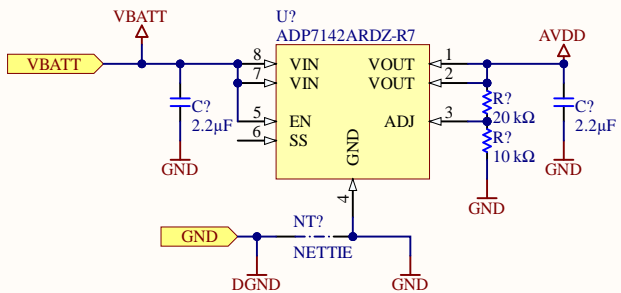 VBATT
U?
ADP7142ARDZ-R7
AVDD
VBATT
8
VIN
VOUT
1
7
VIN
VOUT
2
C?
2.2µF
R?
20 kΩ
C?
2.2µF
5
EN
ADJ
3
6
SS
R?
10 kΩ
GND
4
GND
GND
GND
GND
NT?
NETTIE
DGND
GND